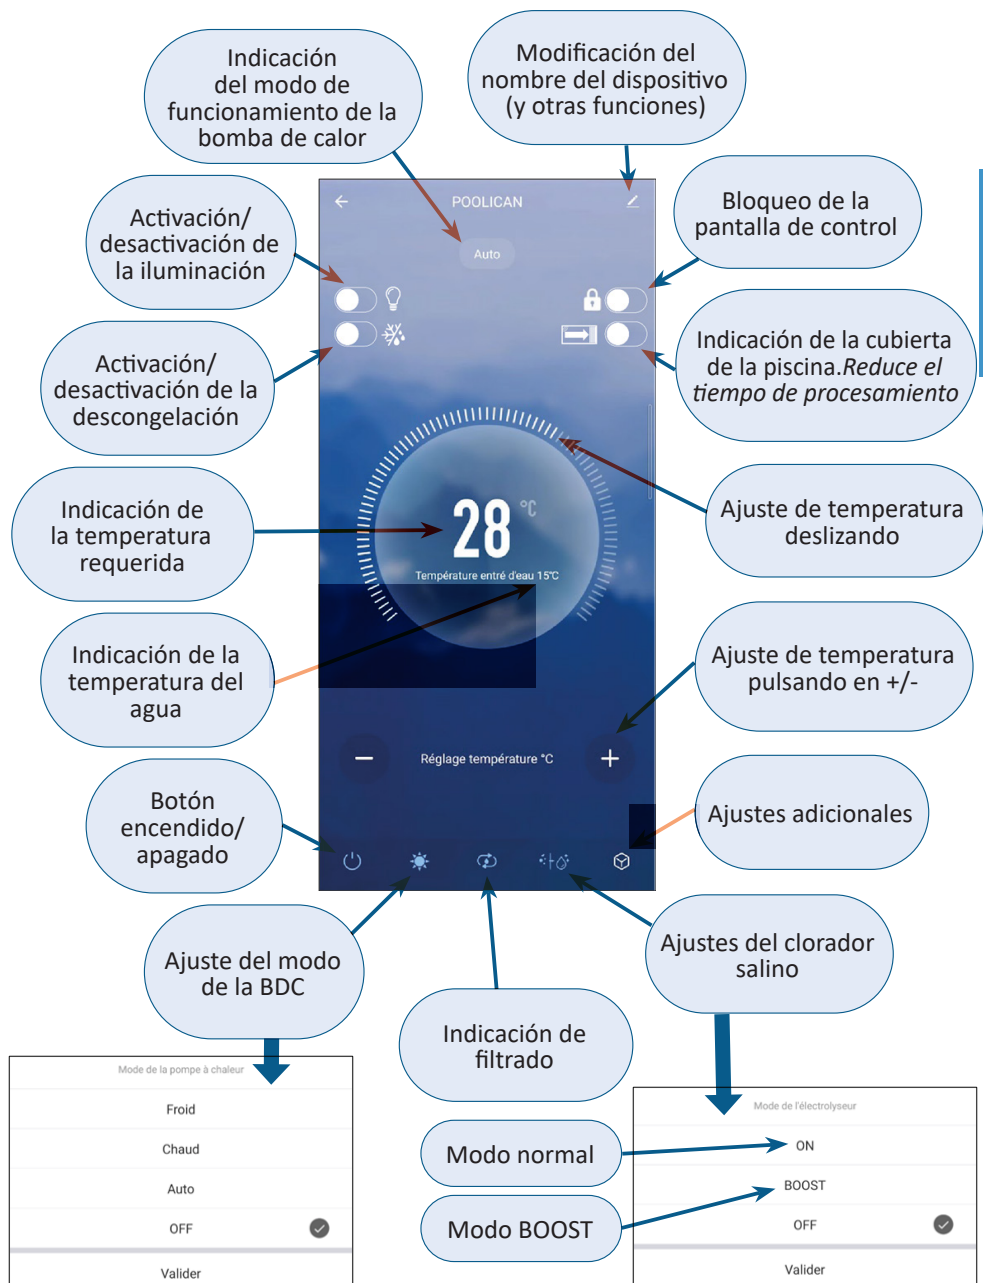 Indicación
del modo de
funcionamiento de la
bomba de calor
Modificación del
nombre del dispositivo
(y otras funciones)
Activación/
desactivación de
la iluminación
Bloqueo de la
pantalla de control
Activación/
desactivación de la
descongelación
Indicación de la cubierta
de la piscina.Reduce el
tiempo de procesamiento
Indicación de
la temperatura
requerida
Ajuste de temperatura
deslizando
Indicación de la
temperatura del
agua
Ajuste de temperatura
pulsando en +/-
Botón
encendido/
apagado
Ajustes adicionales
POOLICAN
Auto
28 °C
Température entré d'eau 15°C
− Réglage température °C +
Ajuste del modo
de la BDC
Indicación de
filtrado
Ajustes del clorador
salino
Mode de la pompe à chaleur
Froid
Chaud
Auto
OFF
Valider
Modo normal
Modo BOOST
Mode de l'électrolyseur
ON
BOOST
OFF
Valider